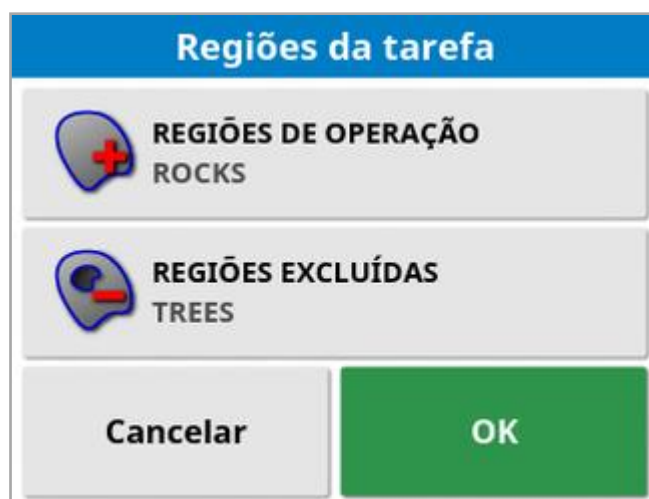 Regiões da tarefa
REGIÕES DE OPERAÇÃO
ROCKS
REGIÕES EXCLUÍDAS
TREES
Cancelar
OK